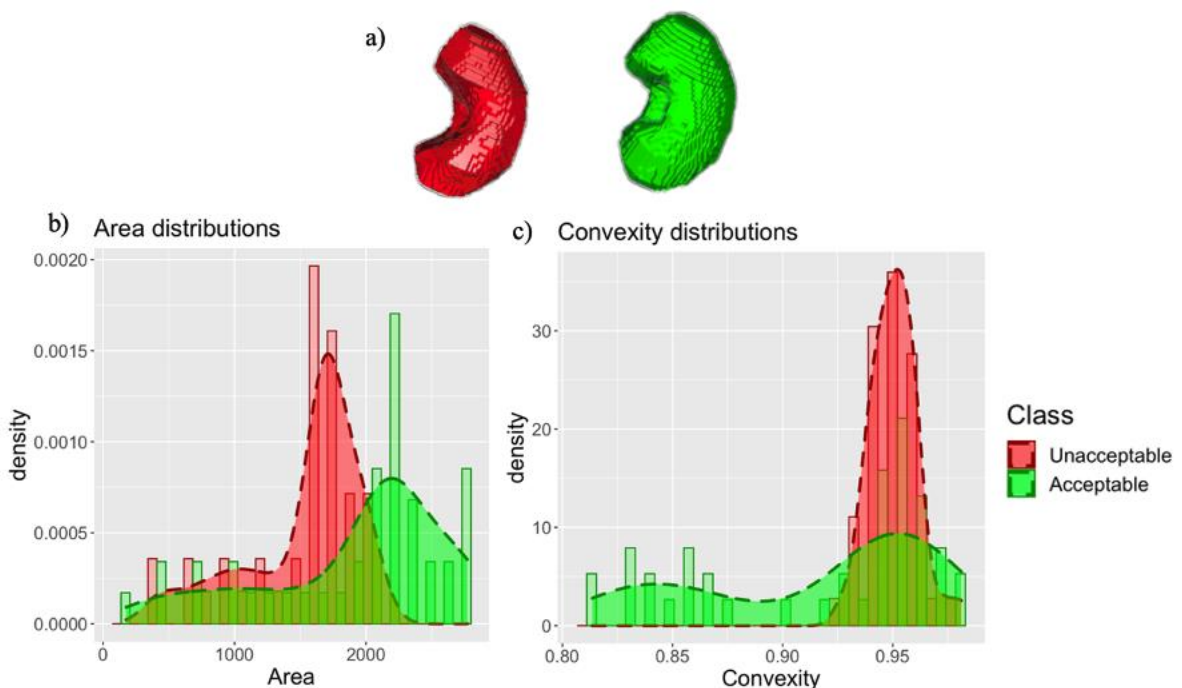 a)
b) Area distributions
0.0020
0.0015
0.0010
0.0005
0.0000
density
0 1000 2000
Area
c) Convexity distributions
30
20
10
0
density
0.80 0.85 0.90 0.95
Convexity
Class
Unacceptable
Acceptable